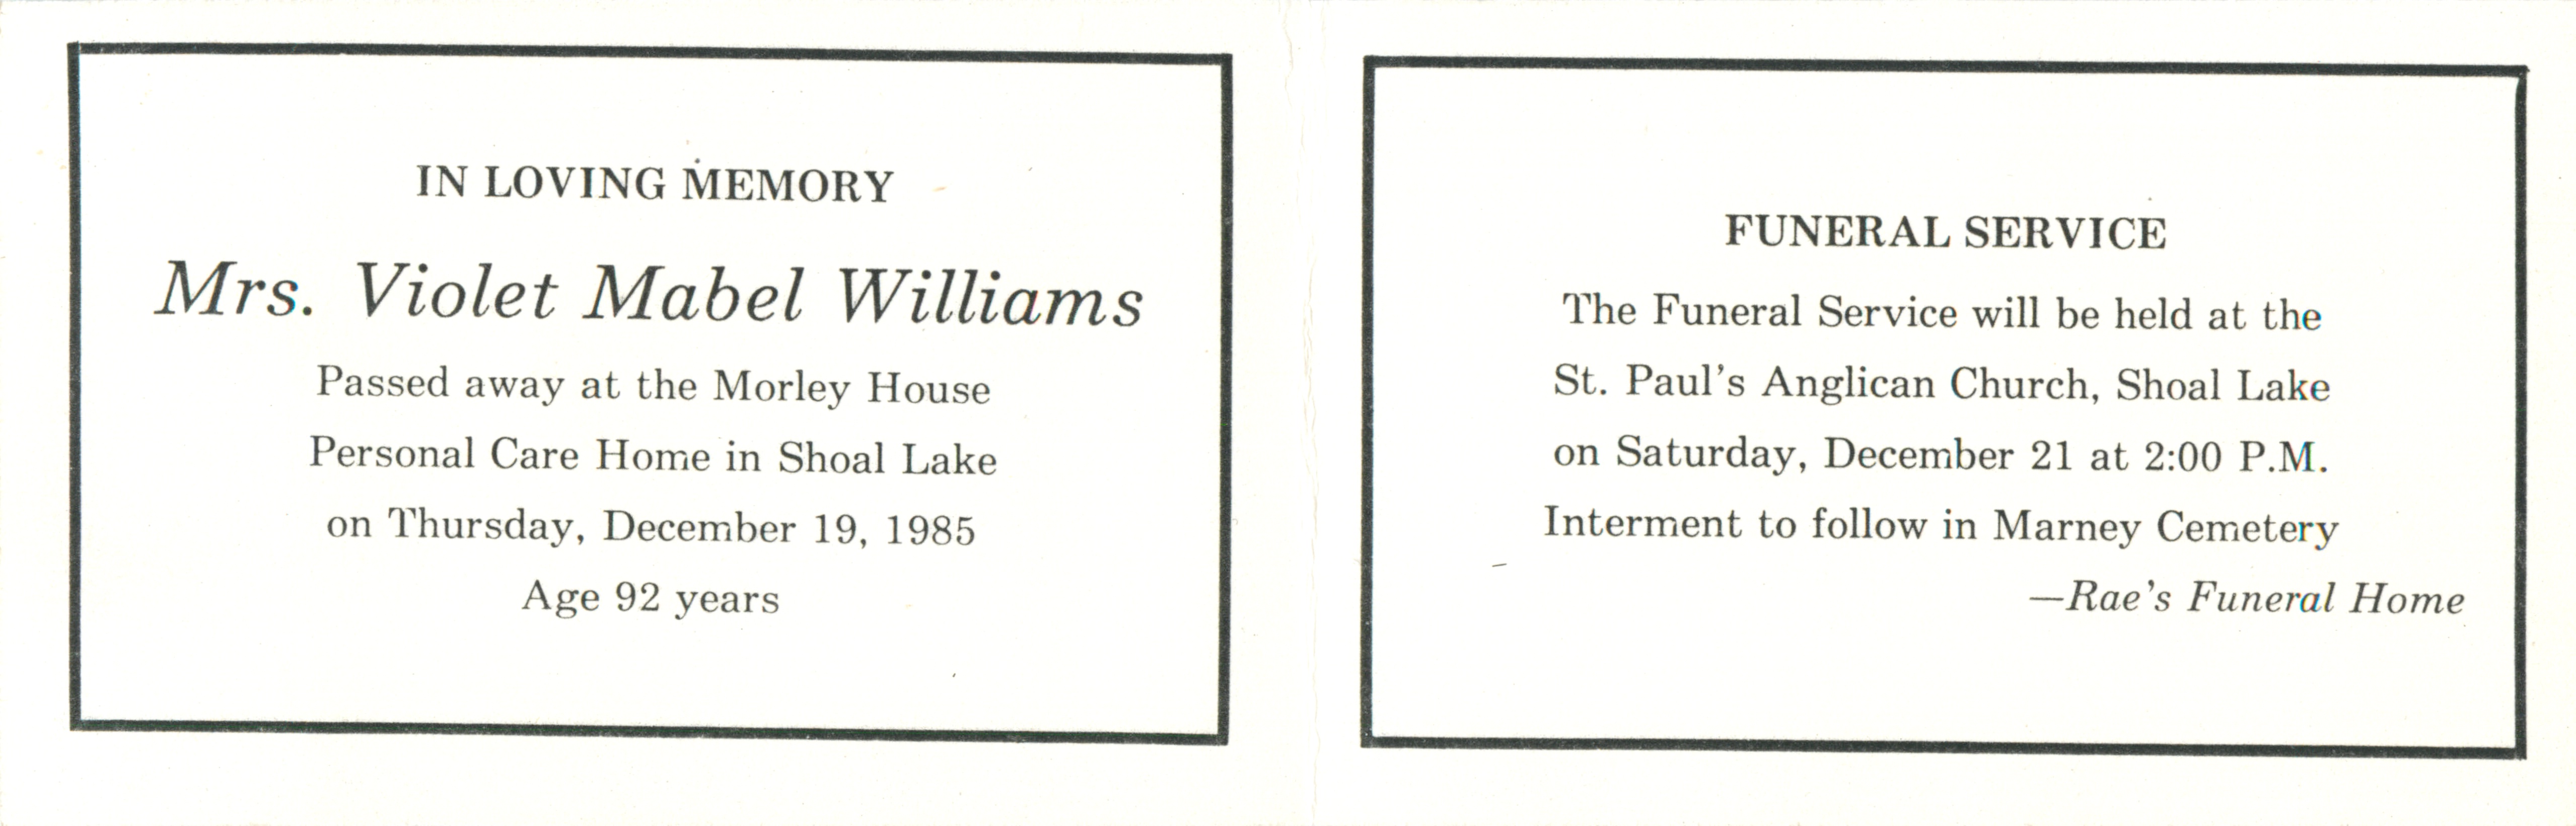 IN LOVING MEMORY
Mrs. Violet Mabel Williams
Passed away at the Morley House
Personal Care Home in Shoal Lake
on Thursday, December 19, 1985
Age 92 years
FUNERAL SERVICE
The Funeral Service will be held at the
St. Paul's Anglican Church, Shoal Lake
on Saturday, December 21 at 2:00 P.M.
Interment to follow in Marney Cemetery
—Rae's Funeral Home